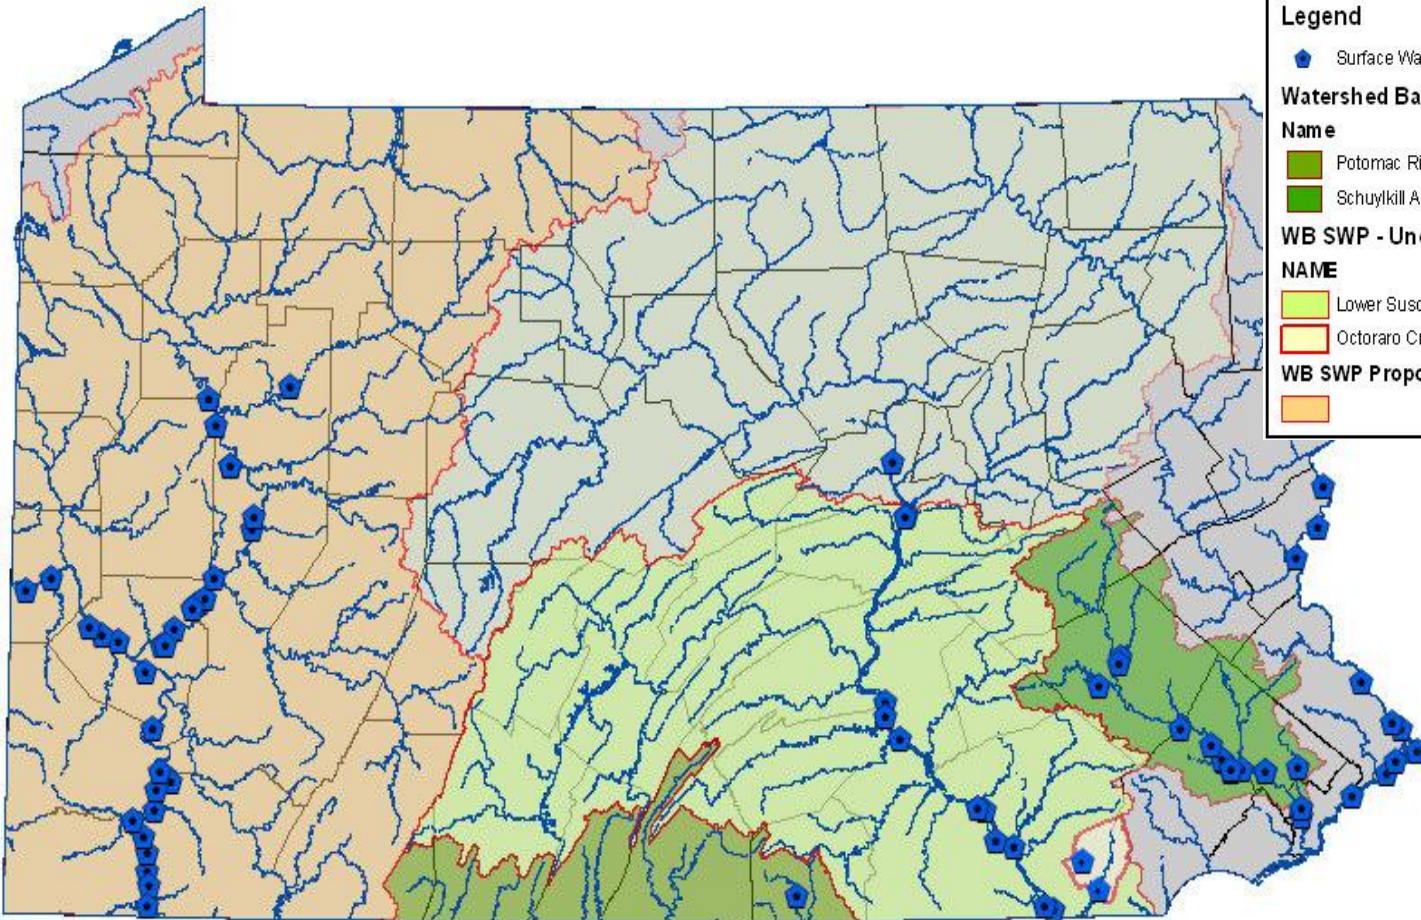 Legend
Surface Wa
Watershed Ba
Name
Potomac Ri
Schuylkill A
WB SWP - Un
NAME
Lower Susq
Octoraro Cr
WB SWP Propo